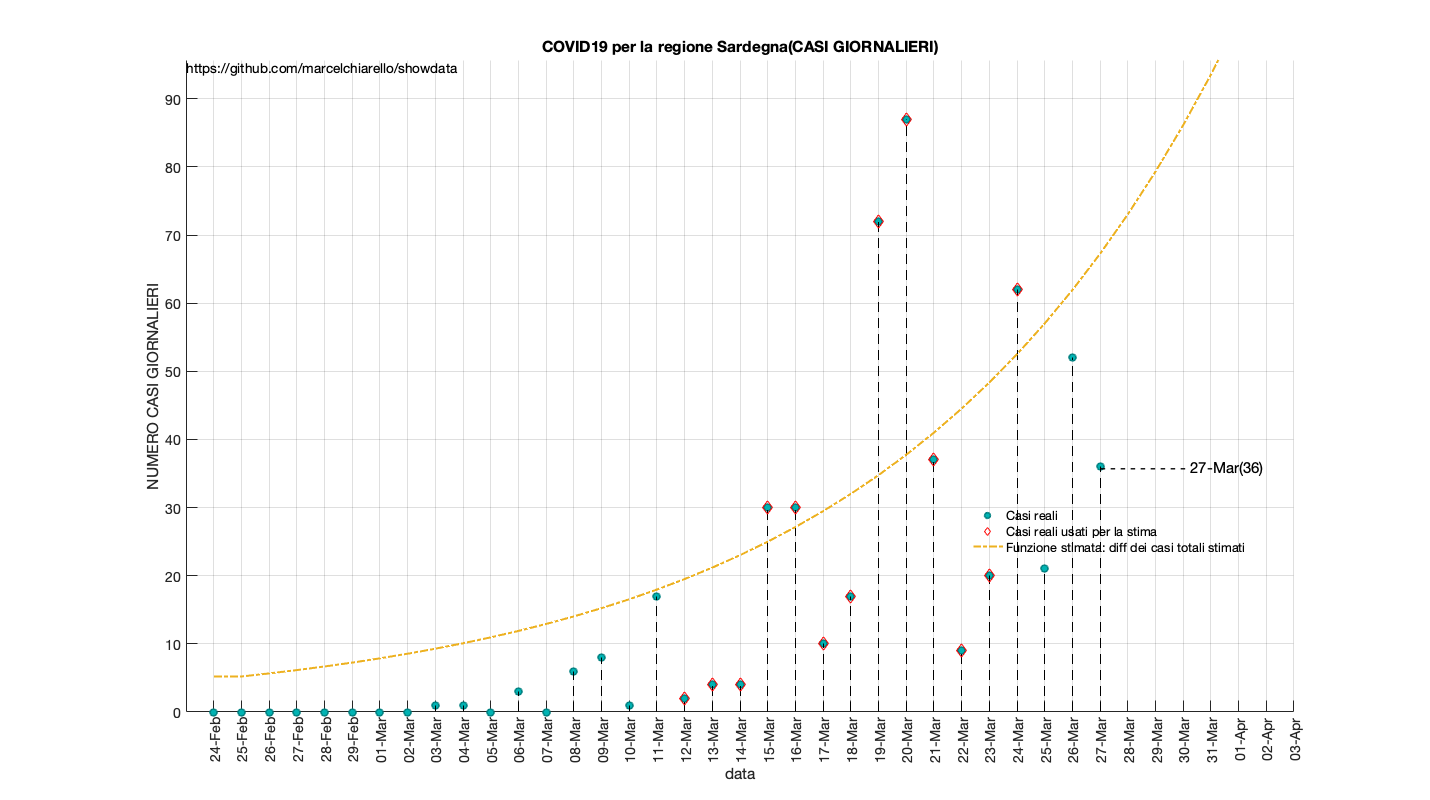 COVID19 per la regione Sardegna(CASI GIORNALIERI)
https://github.com/marcelchiarello/showdata
NUMERO CASI GIORNALIERI
90
80
70
60
50
40
30
20
10
0
27-Mar(36)
Casi reali
Casi reali usati per la stima
Funzione stimata: diff dei casi totali stimati
24-Feb
25-Feb
26-Feb
27-Feb
28-Feb
29-Feb
01-Mar
02-Mar
03-Mar
04-Mar
05-Mar
06-Mar
07-Mar
08-Mar
09-Mar
10-Mar
11-Mar
12-Mar
13-Mar
14-Mar
15-Mar
16-Mar
17-Mar
18-Mar
19-Mar
20-Mar
21-Mar
22-Mar
23-Mar
24-Mar
25-Mar
26-Mar
27-Mar
28-Mar
29-Mar
30-Mar
31-Mar
01-Apr
02-Apr
03-Apr
data